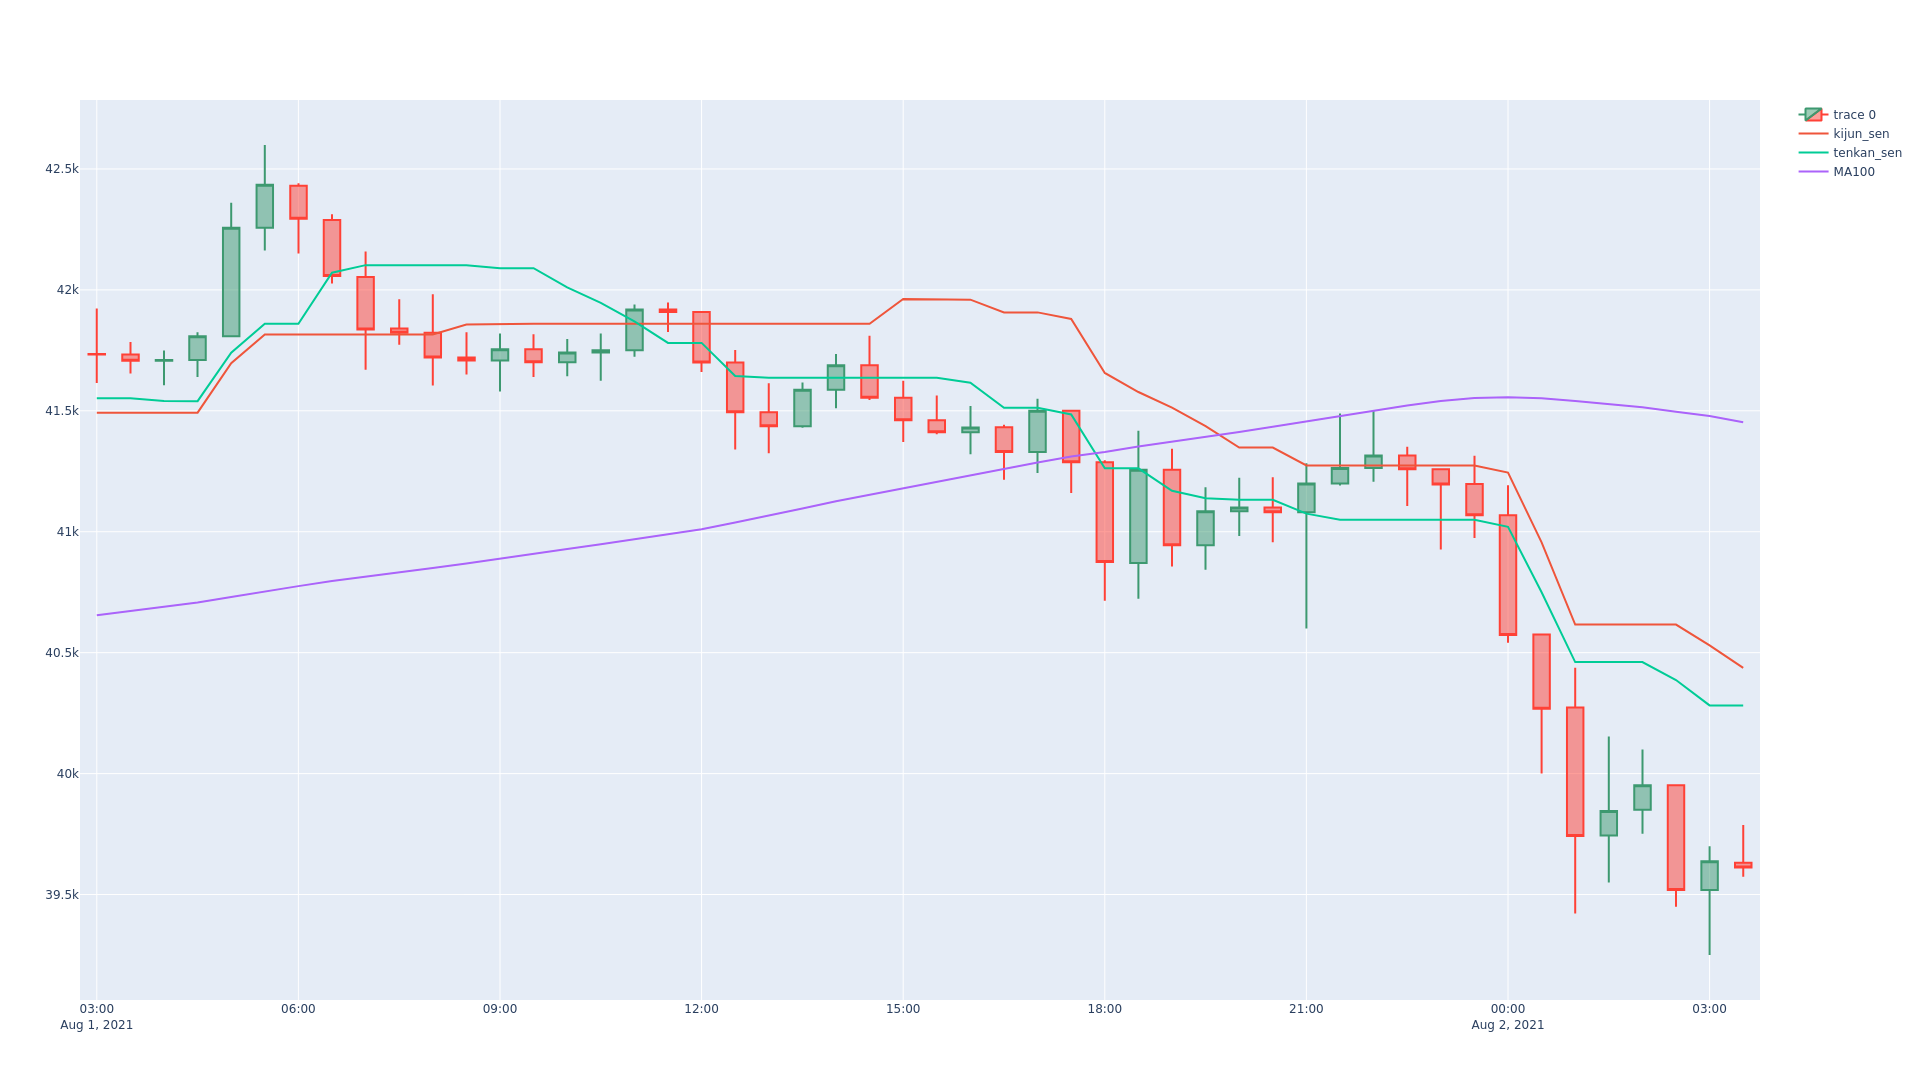 trace 0
kijun_sen
tenkan_sen
MA100
42.5k
42k
41.5k
41k
40.5k
40k
39.5k
03:00 06:00 09:00 12:00 15:00 18:00 21:00 00:00 03:00
Aug 1, 2021 Aug 2, 2021